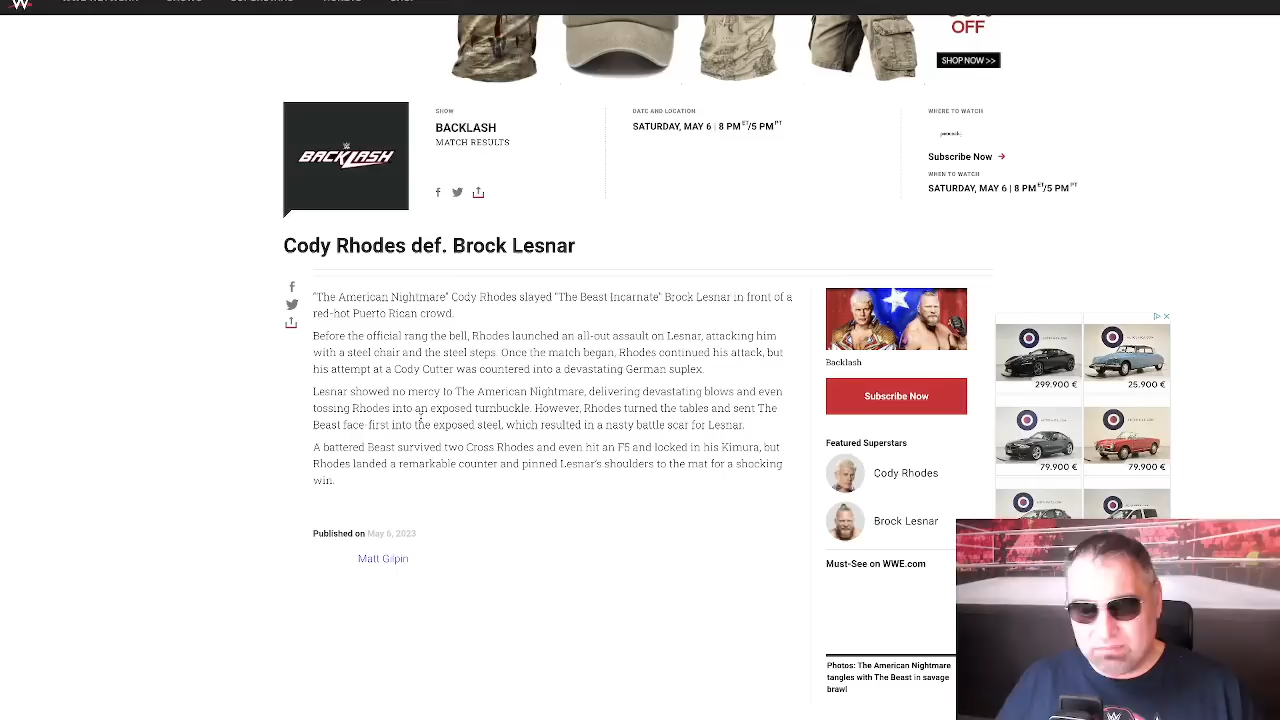 OFF
SHOP NOW >>
SHOW
BACKLASH
MATCH RESULTS
DATE AND LOCATION
SATURDAY, MAY 6 | 8 PM ET/5 PM PT
WHERE TO WATCH
peacock
Subscribe Now →
WHEN TO WATCH
SATURDAY, MAY 6 | 8 PM ET/5 PM PT
BACKLASH
Cody Rhodes def. Brock Lesnar
"The American Nightmare" Cody Rhodes slayed "The Beast Incarnate" Brock Lesnar in front of a
red-hot Puerto Rican crowd.
Before the official rang the bell, Rhodes launched an all-out assault on Lesnar, attacking him
with a steel chair and the steel steps. Once the match began, Rhodes continued his attack, but
his attempt at a Cody Cutter was countered into a devastating German suplex.
Lesnar showed no mercy to The American Nightmare, delivering devastating blows and even
tossing Rhodes into an exposed turnbuckle. However, Rhodes turned the tables and sent The
Beast face-first into the exposed steel, which resulted in a nasty battle scar for Lesnar.
A battered Beast survived two Cross Rhodes and even hit an F5 and locked in his Kimura, but
Rhodes landed a remarkable counter and pinned Lesnar's shoulders to the mat for a shocking
win.
Published on May 6, 2023
Matt Gilpin
Backlash
Subscribe Now
Featured Superstars
Cody Rhodes
Brock Lesnar
Must-See on WWE.com
Photos: The American Nightmare
tangles with The Beast in savage
brawl
299.900 €
25.900 €
79.900 €
79.900 €